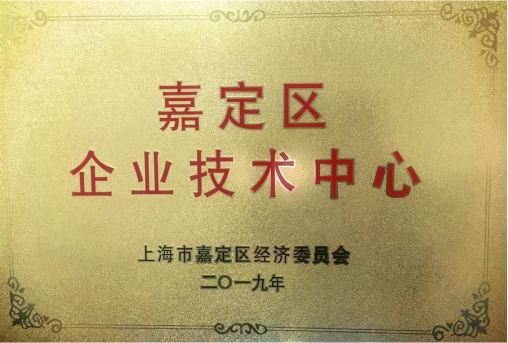 嘉定区
企业技术中心
上海市嘉定区经济委员会
二〇一九年